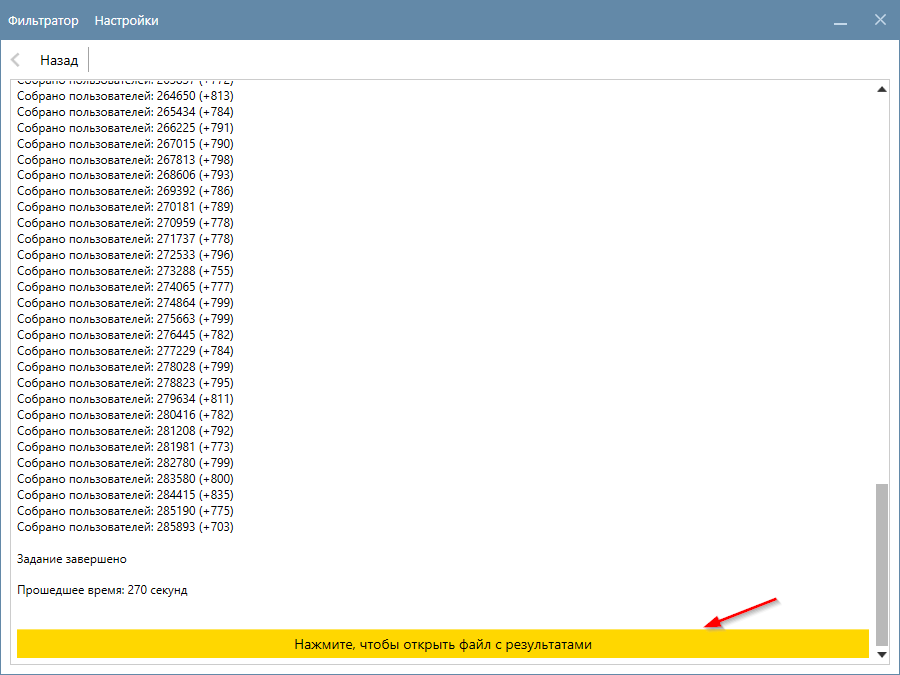 Фильтратор Настройки
Назад
Собрано пользователей: 264650 (+813)
Собрано пользователей: 265434 (+784)
Собрано пользователей: 266225 (+791)
Собрано пользователей: 267015 (+790)
Собрано пользователей: 267813 (+798)
Собрано пользователей: 268606 (+793)
Собрано пользователей: 269392 (+786)
Собрано пользователей: 270181 (+789)
Собрано пользователей: 270959 (+778)
Собрано пользователей: 271737 (+778)
Собрано пользователей: 272533 (+796)
Собрано пользователей: 273288 (+755)
Собрано пользователей: 274065 (+777)
Собрано пользователей: 274864 (+799)
Собрано пользователей: 275663 (+799)
Собрано пользователей: 276445 (+782)
Собрано пользователей: 277229 (+784)
Собрано пользователей: 278028 (+799)
Собрано пользователей: 278823 (+795)
Собрано пользователей: 279634 (+811)
Собрано пользователей: 280416 (+782)
Собрано пользователей: 281208 (+792)
Собрано пользователей: 281981 (+773)
Собрано пользователей: 282780 (+799)
Собрано пользователей: 283580 (+800)
Собрано пользователей: 284415 (+835)
Собрано пользователей: 285190 (+775)
Собрано пользователей: 285893 (+703)
Задание завершено
Прошедшее время: 270 секунд
Нажмите, чтобы открыть файл с результатами